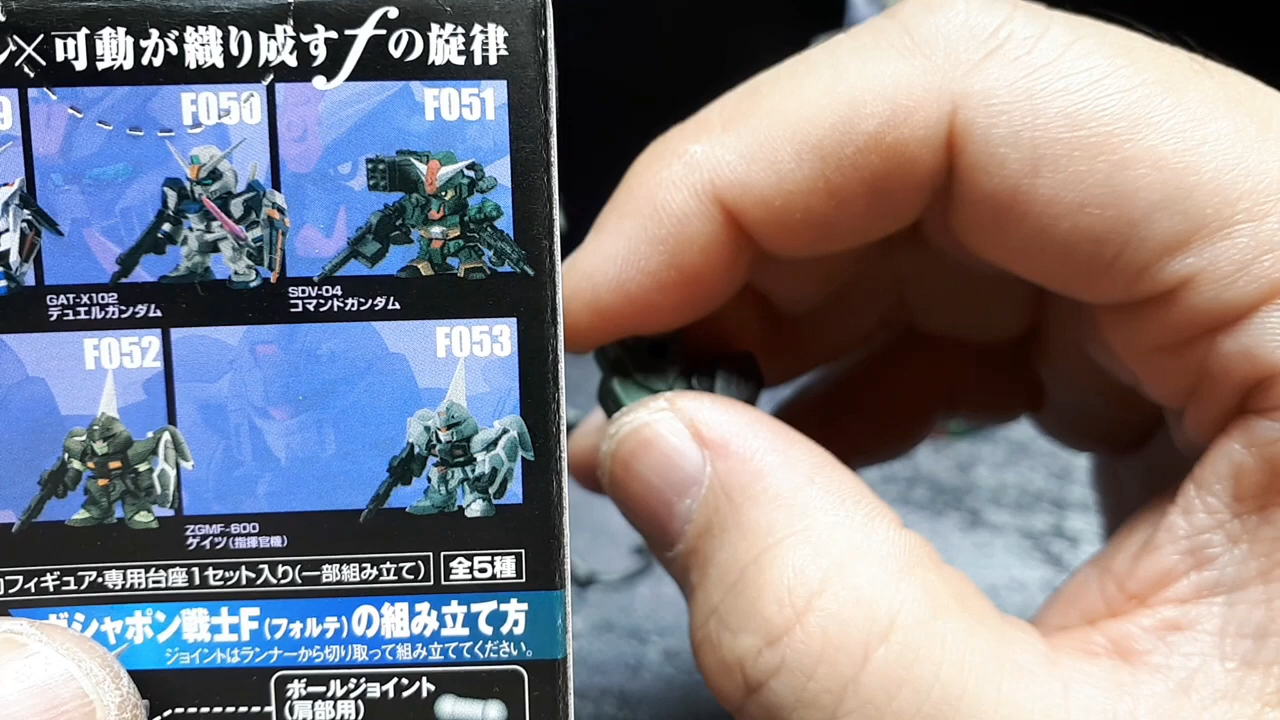 ×可動が織り成すfの旋律
9
F050
F051
GAT-X102
デュエルガンダム
SDV-04
コマンドガンダム
F052
F053
ZGMF-600
ゲイツ(指揮官機)
フィギュア・専用台座1セット入り(一部組み立て)
全5種
シャポン戦士F(フォルテ)の組み立て方
ジョイントはランナーから切り取って組み立ててください。
ボールジョイント
(肩部用)